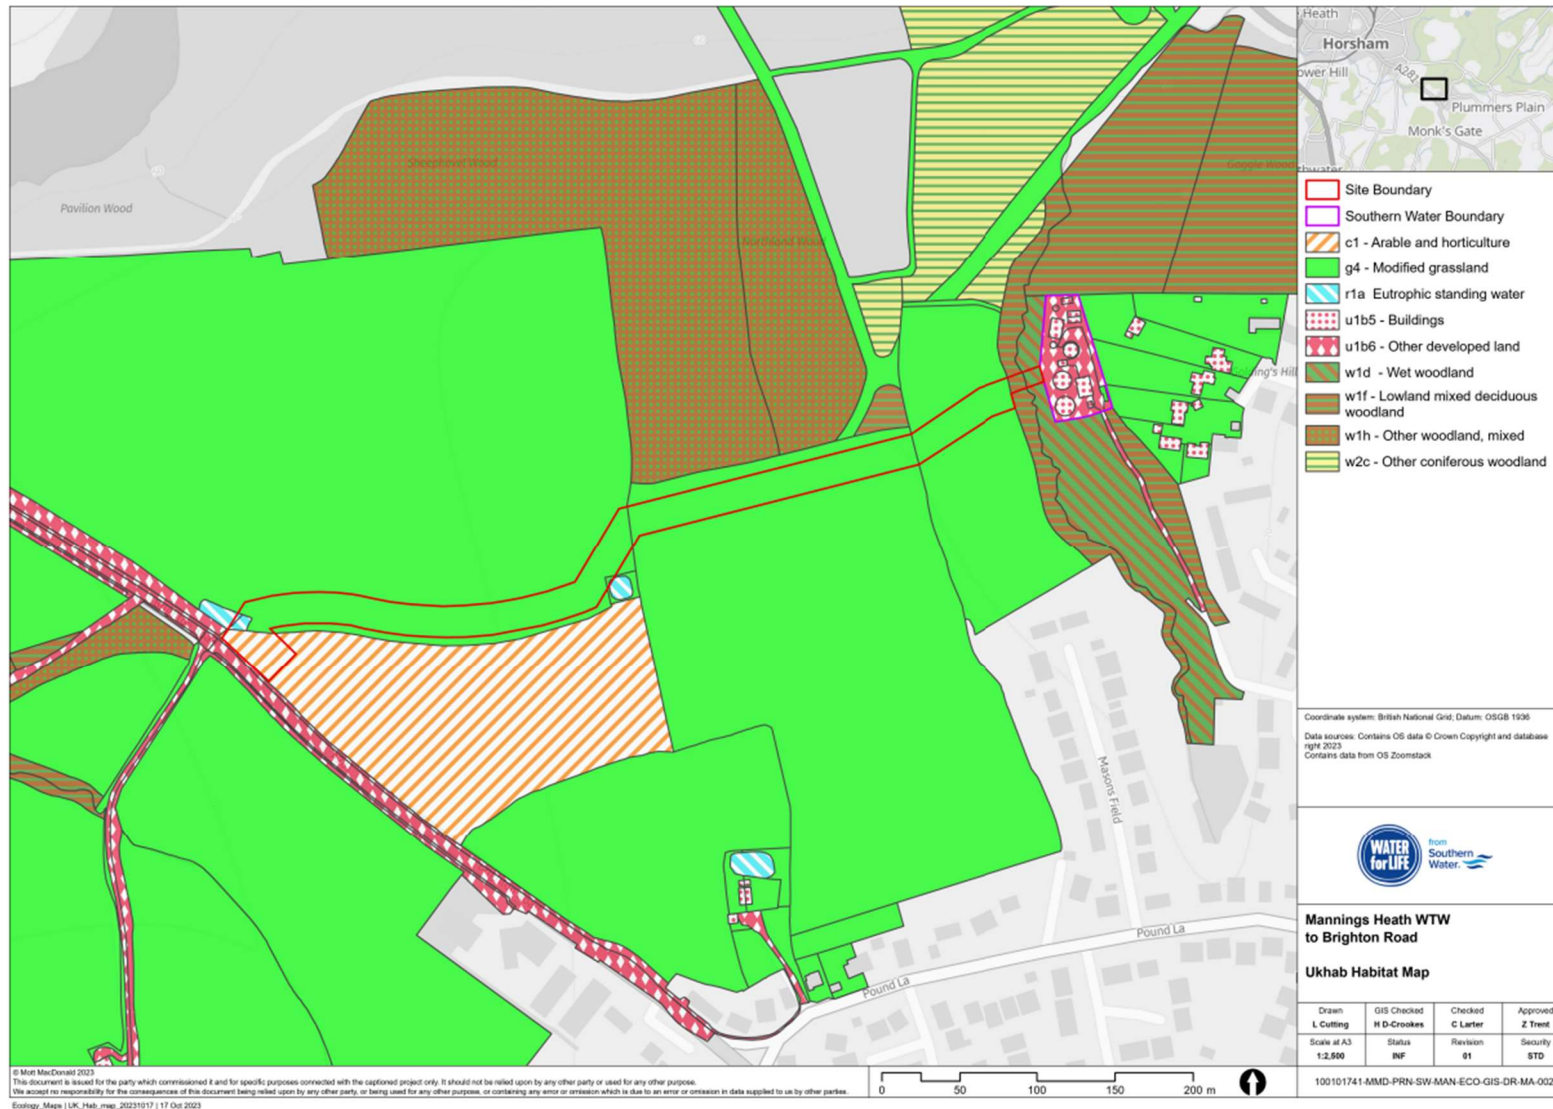 Heath
Horsham
ower Hill
A281
Plummers Plain
Monk's Gate
thwater
Sheephovel Wood
Pavilion Wood
Northland Wood
Goggle Wood
Golding's Hill
Masons Field
Pound La
Pound La
Site Boundary
Southern Water Boundary
c1 - Arable and horticulture
g4 - Modified grassland
r1a Eutrophic standing water
u1b5 - Buildings
u1b6 - Other developed land
w1d - Wet woodland
w1f - Lowland mixed deciduous
woodland
w1h - Other woodland, mixed
w2c - Other coniferous woodland
Coordinate system: British National Grid; Datum: OSGB 1936
Data sources: Contains OS data © Crown Copyright and database
right 2023
Contains data from OS Zoomstack
WATER
for LIFE
from
Southern
Water.
Mannings Heath WTW
to Brighton Road
Ukhab Habitat Map
Drawn GIS Checked Checked Approved
L Cutting H D-Crookes C Larter Z Trent
Scale at A3 Status Revision Security
1:2,500 INF 01 STD
100101741-MMD-PRN-SW-MAN-ECO-GIS-DR-MA-002
0 50 100 200 m
© Mott MacDonald 2023
This document is issued for the party which commissioned it and for specific purposes connected with the captioned project only. It should not be relied upon by any other party or used for any other purpose.
We accept no responsibility for the consequences of this document being relied upon by any other party, or being used for any other purpose, or containing any error or omission which is due to an error or omission in data supplied to us by other parties.
Ecology_Maps | UK_Hab_map_20231017 | 17 Oct 2023